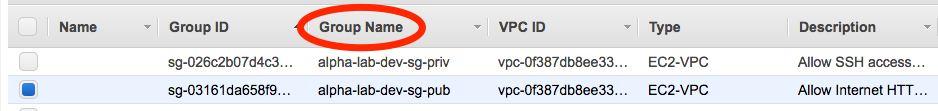 Name Group ID Group Name VPC ID Type Description
sg-026c2b07d4c3… alpha-lab-dev-sg-priv vpc-0f387db8ee33… EC2-VPC Allow SSH access…
sg-03161da658f9… alpha-lab-dev-sg-pub vpc-0f387db8ee33… EC2-VPC Allow Internet HTT…